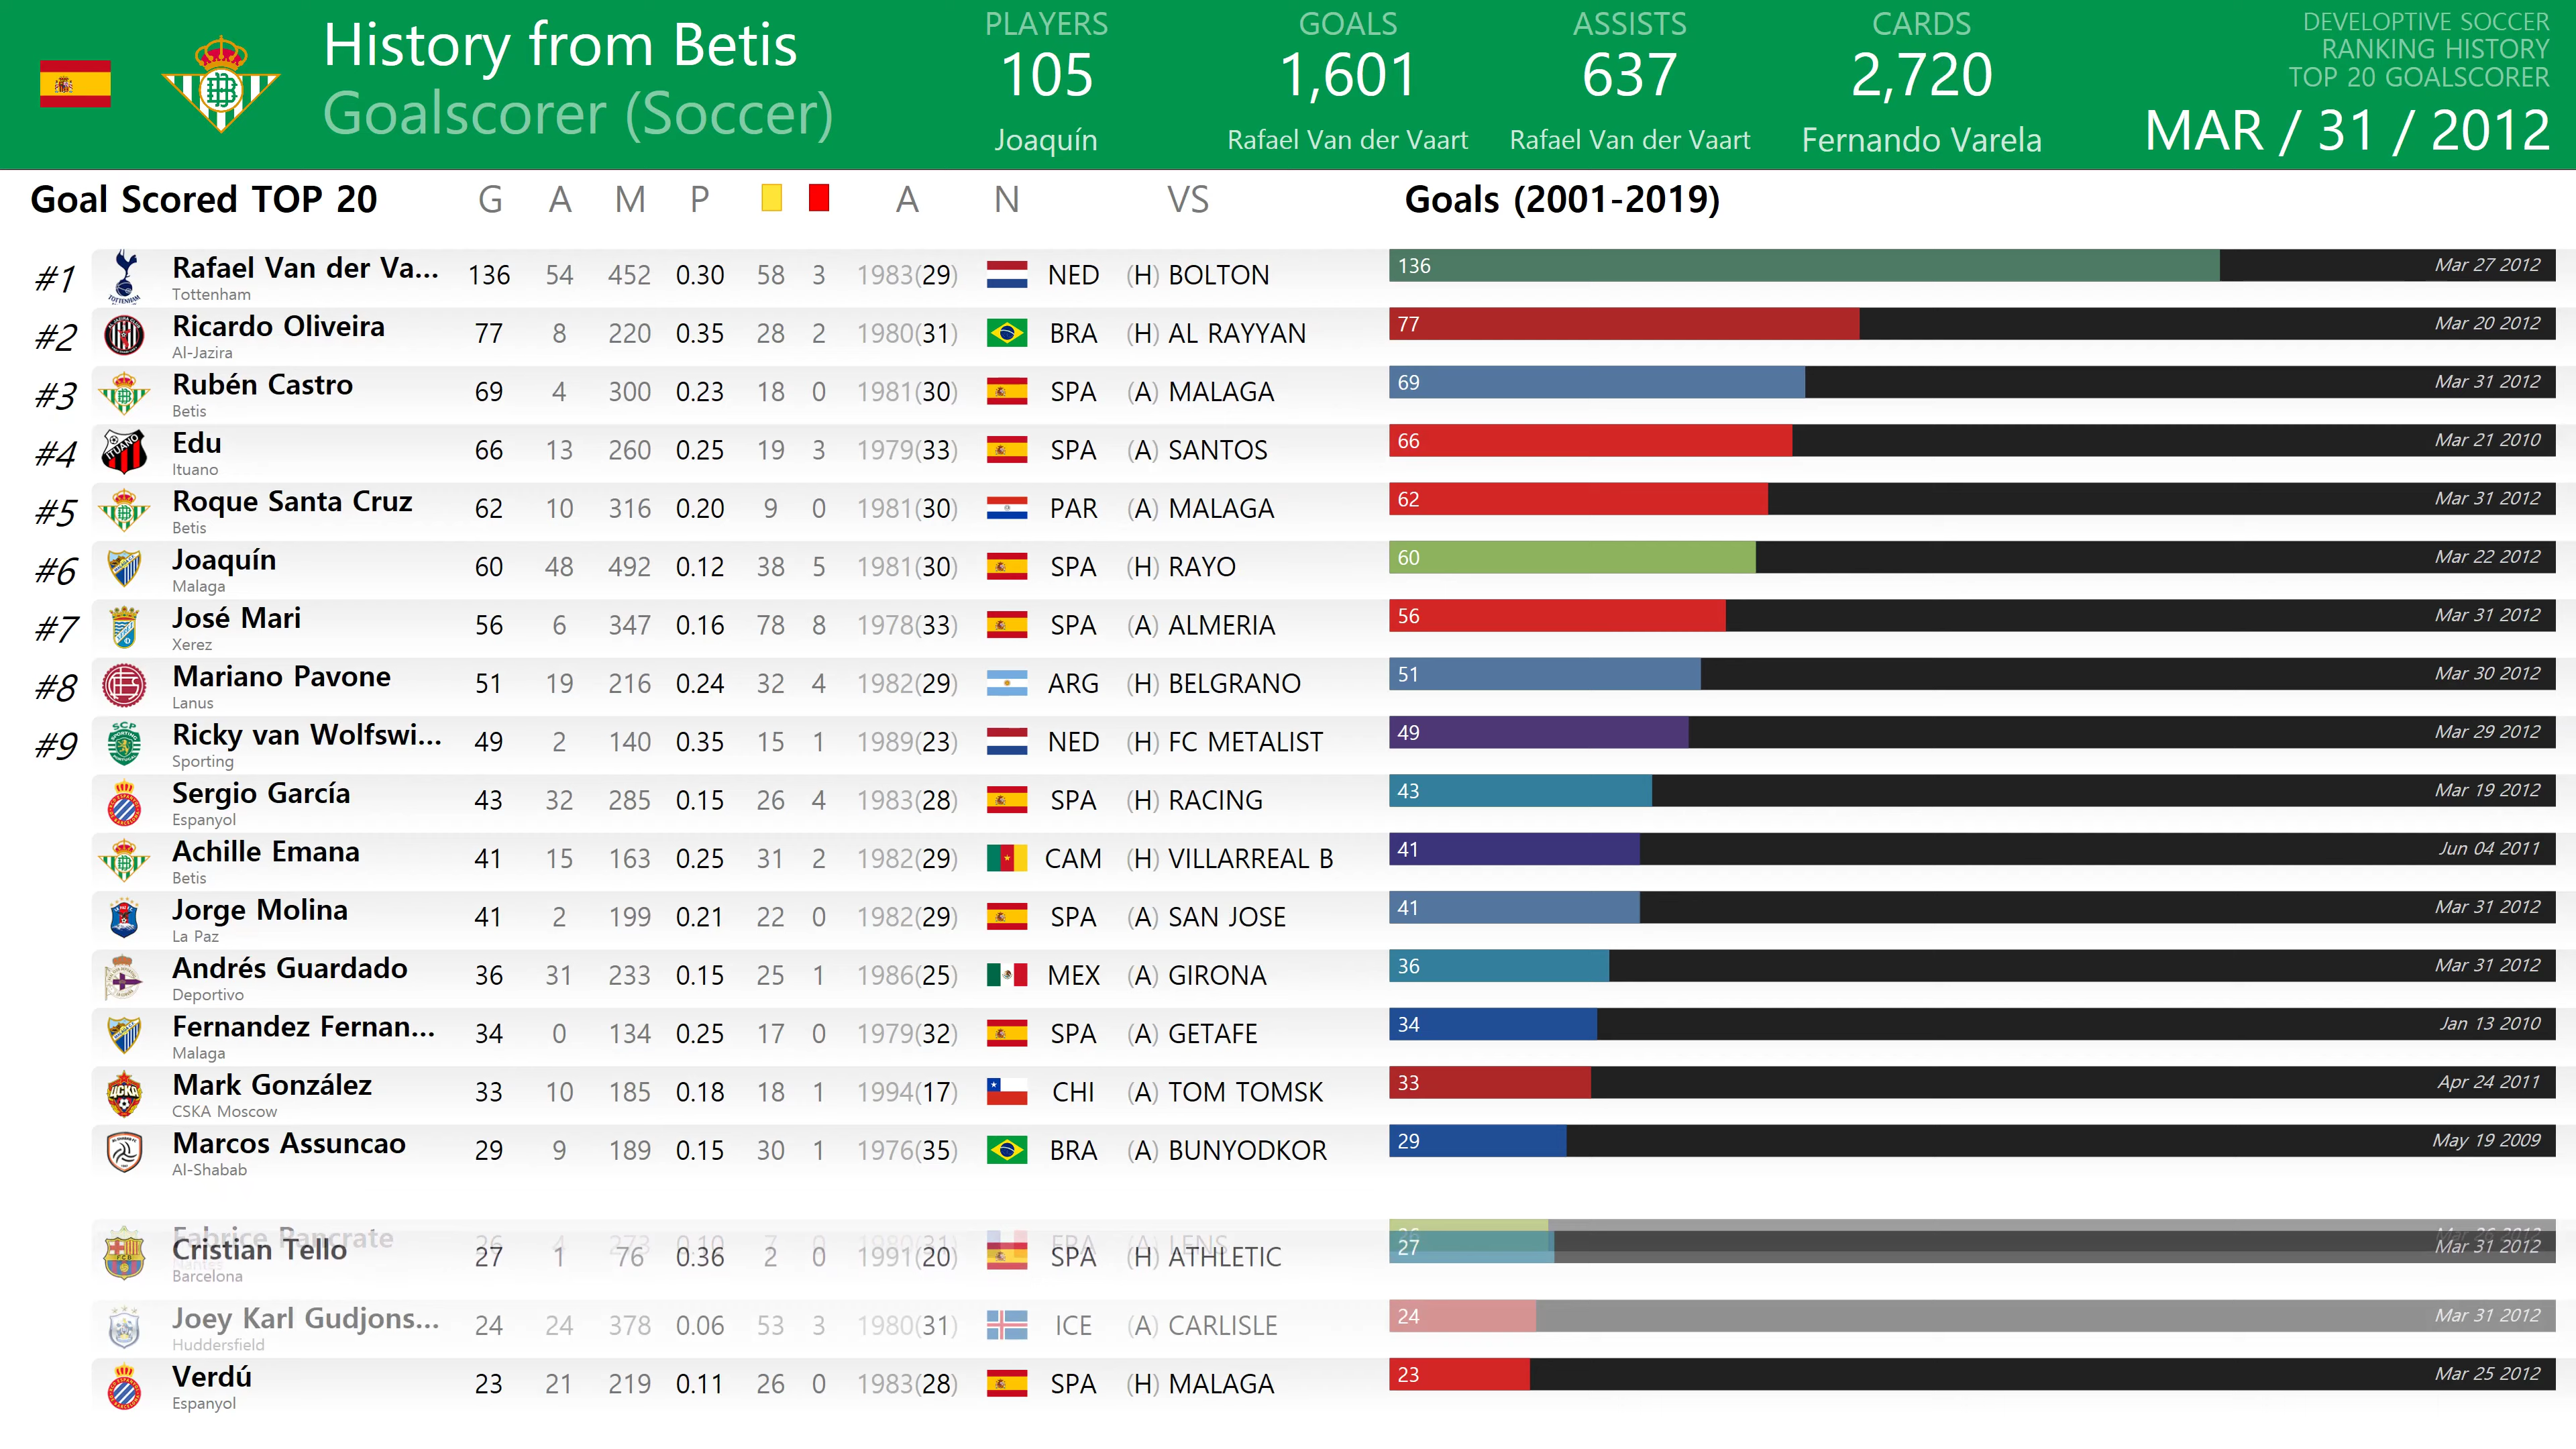 History from Betis
Goalscorer (Soccer)
PLAYERS
105
Joaquín
GOALS
1,601
Rafael Van der Vaart
ASSISTS
637
Rafael Van der Vaart
CARDS
2,720
Fernando Varela
DEVELOPTIVE SOCCER
RANKING HISTORY
TOP 20 GOALSCORER
MAR / 31 / 2012
Goal Scored TOP 20 G A M P A N VS Goals (2001-2019)
#1 Rafael Van der Va... 136 54 452 0.30 58 3 1983(29) NED (H) BOLTON 136 Mar 27 2012
Tottenham
#2 Ricardo Oliveira 77 8 220 0.35 28 2 1980(31) BRA (H) AL RAYYAN 77 Mar 20 2012
Al-Jazira
#3 Rubén Castro 69 4 300 0.23 18 0 1981(30) SPA (A) MALAGA 69 Mar 31 2012
Betis
#4 Edu 66 13 260 0.25 19 3 1979(33) SPA (A) SANTOS 66 Mar 21 2010
Ituano
#5 Roque Santa Cruz 62 10 316 0.20 9 0 1981(30) PAR (A) MALAGA 62 Mar 31 2012
Betis
#6 Joaquín 60 48 492 0.12 38 5 1981(30) SPA (H) RAYO 60 Mar 22 2012
Malaga
#7 José Mari 56 6 347 0.16 78 8 1978(33) SPA (A) ALMERIA 56 Mar 31 2012
Xerez
#8 Mariano Pavone 51 19 216 0.24 32 4 1982(29) ARG (H) BELGRANO 51 Mar 30 2012
Lanus
#9 Ricky van Wolfswi... 49 2 140 0.35 15 1 1989(23) NED (H) FC METALIST 49 Mar 29 2012
Sporting
Sergio García 43 32 285 0.15 26 4 1983(28) SPA (H) RACING 43 Mar 19 2012
Espanyol
Achille Emana 41 15 163 0.25 31 2 1982(29) CAM (H) VILLARREAL B 41 Jun 04 2011
Betis
Jorge Molina 41 2 199 0.21 22 0 1982(29) SPA (A) SAN JOSE 41 Mar 31 2012
La Paz
Andrés Guardado 36 31 233 0.15 25 1 1986(25) MEX (A) GIRONA 36 Mar 31 2012
Deportivo
Fernandez Fernan... 34 0 134 0.25 17 0 1979(32) SPA (A) GETAFE 34 Jan 13 2010
Malaga
Mark González 33 10 185 0.18 18 1 1994(17) CHI (A) TOM TOMSK 33 Apr 24 2011
CSKA Moscow
Marcos Assuncao 29 9 189 0.15 30 1 1976(35) BRA (A) BUNYODKOR 29 May 19 2009
Al-Shabab
Fabrice Pancrate 26 4 273 0.10 7 0 1980(31) FRA (A) LENS 26 Mar 26 2012
Nantes
Cristian Tello 27 1 76 0.36 2 0 1991(20) SPA (H) ATHLETIC 27 Mar 31 2012
Barcelona
Joey Karl Gudjons... 24 24 378 0.06 53 3 1980(31) ICE (A) CARLISLE 24 Mar 31 2012
Huddersfield
Verdú 23 21 219 0.11 26 0 1983(28) SPA (H) MALAGA 23 Mar 25 2012
Espanyol